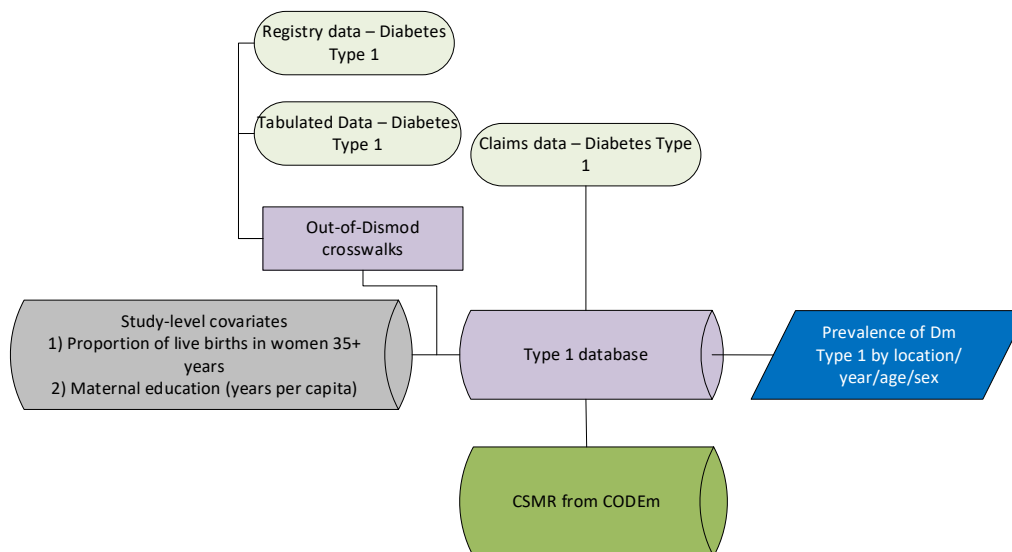 Registry data – Diabetes
Type 1
Tabulated Data – Diabetes
Type 1
Claims data – Diabetes Type
1
Out-of-Dismod
crosswalks
Study-level covariates
1) Proportion of live births in women 35+
years
2) Maternal education (years per capita)
Type 1 database
Prevalence of Dm
Type 1 by location/
year/age/sex
CSMR from CODEm